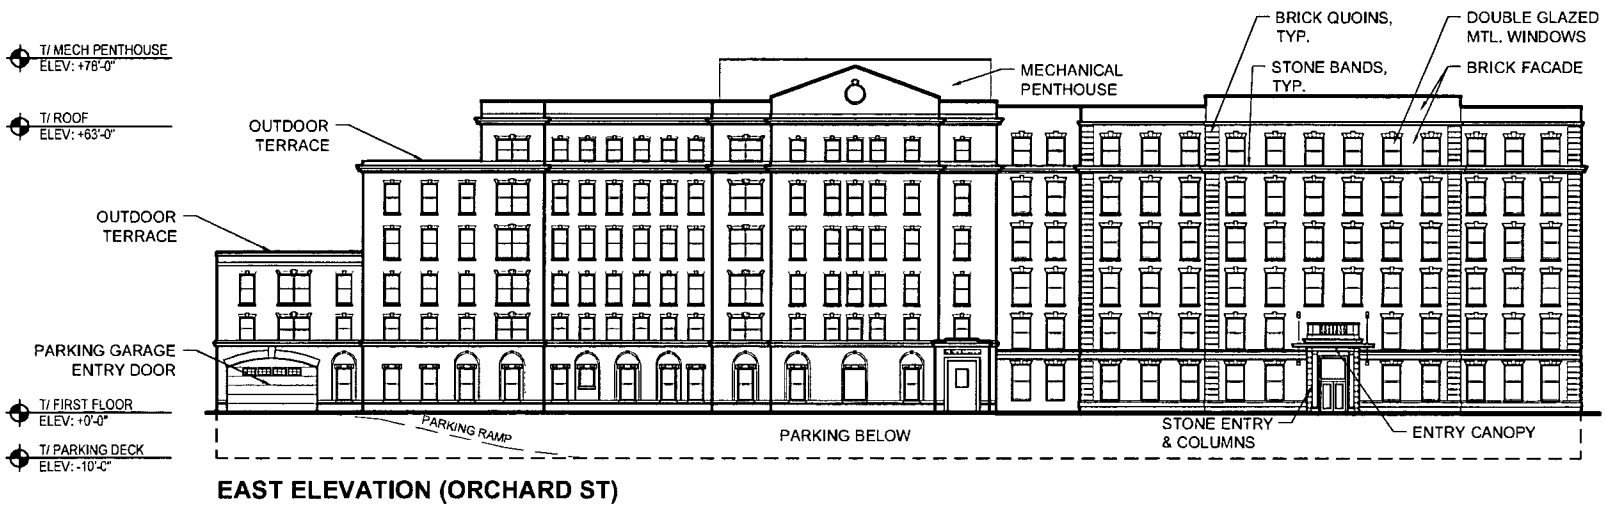 BRICK QUOINS,
TYP.
DOUBLE GLAZED
MTL. WINDOWS
T/ MECH PENTHOUSE
ELEV: +78'-0"
MECHANICAL
PENTHOUSE
STONE BANDS,
TYP.
BRICK FACADE
T/ ROOF
ELEV: +63'-0"
OUTDOOR
TERRACE
OUTDOOR
TERRACE
PARKING GARAGE
ENTRY DOOR
T/ FIRST FLOOR
ELEV: +0'-0"
PARKING RAMP
PARKING BELOW
STONE ENTRY
& COLUMNS
ENTRY CANOPY
T/ PARKING DECK
ELEV: -10'-0"
EAST ELEVATION (ORCHARD ST)